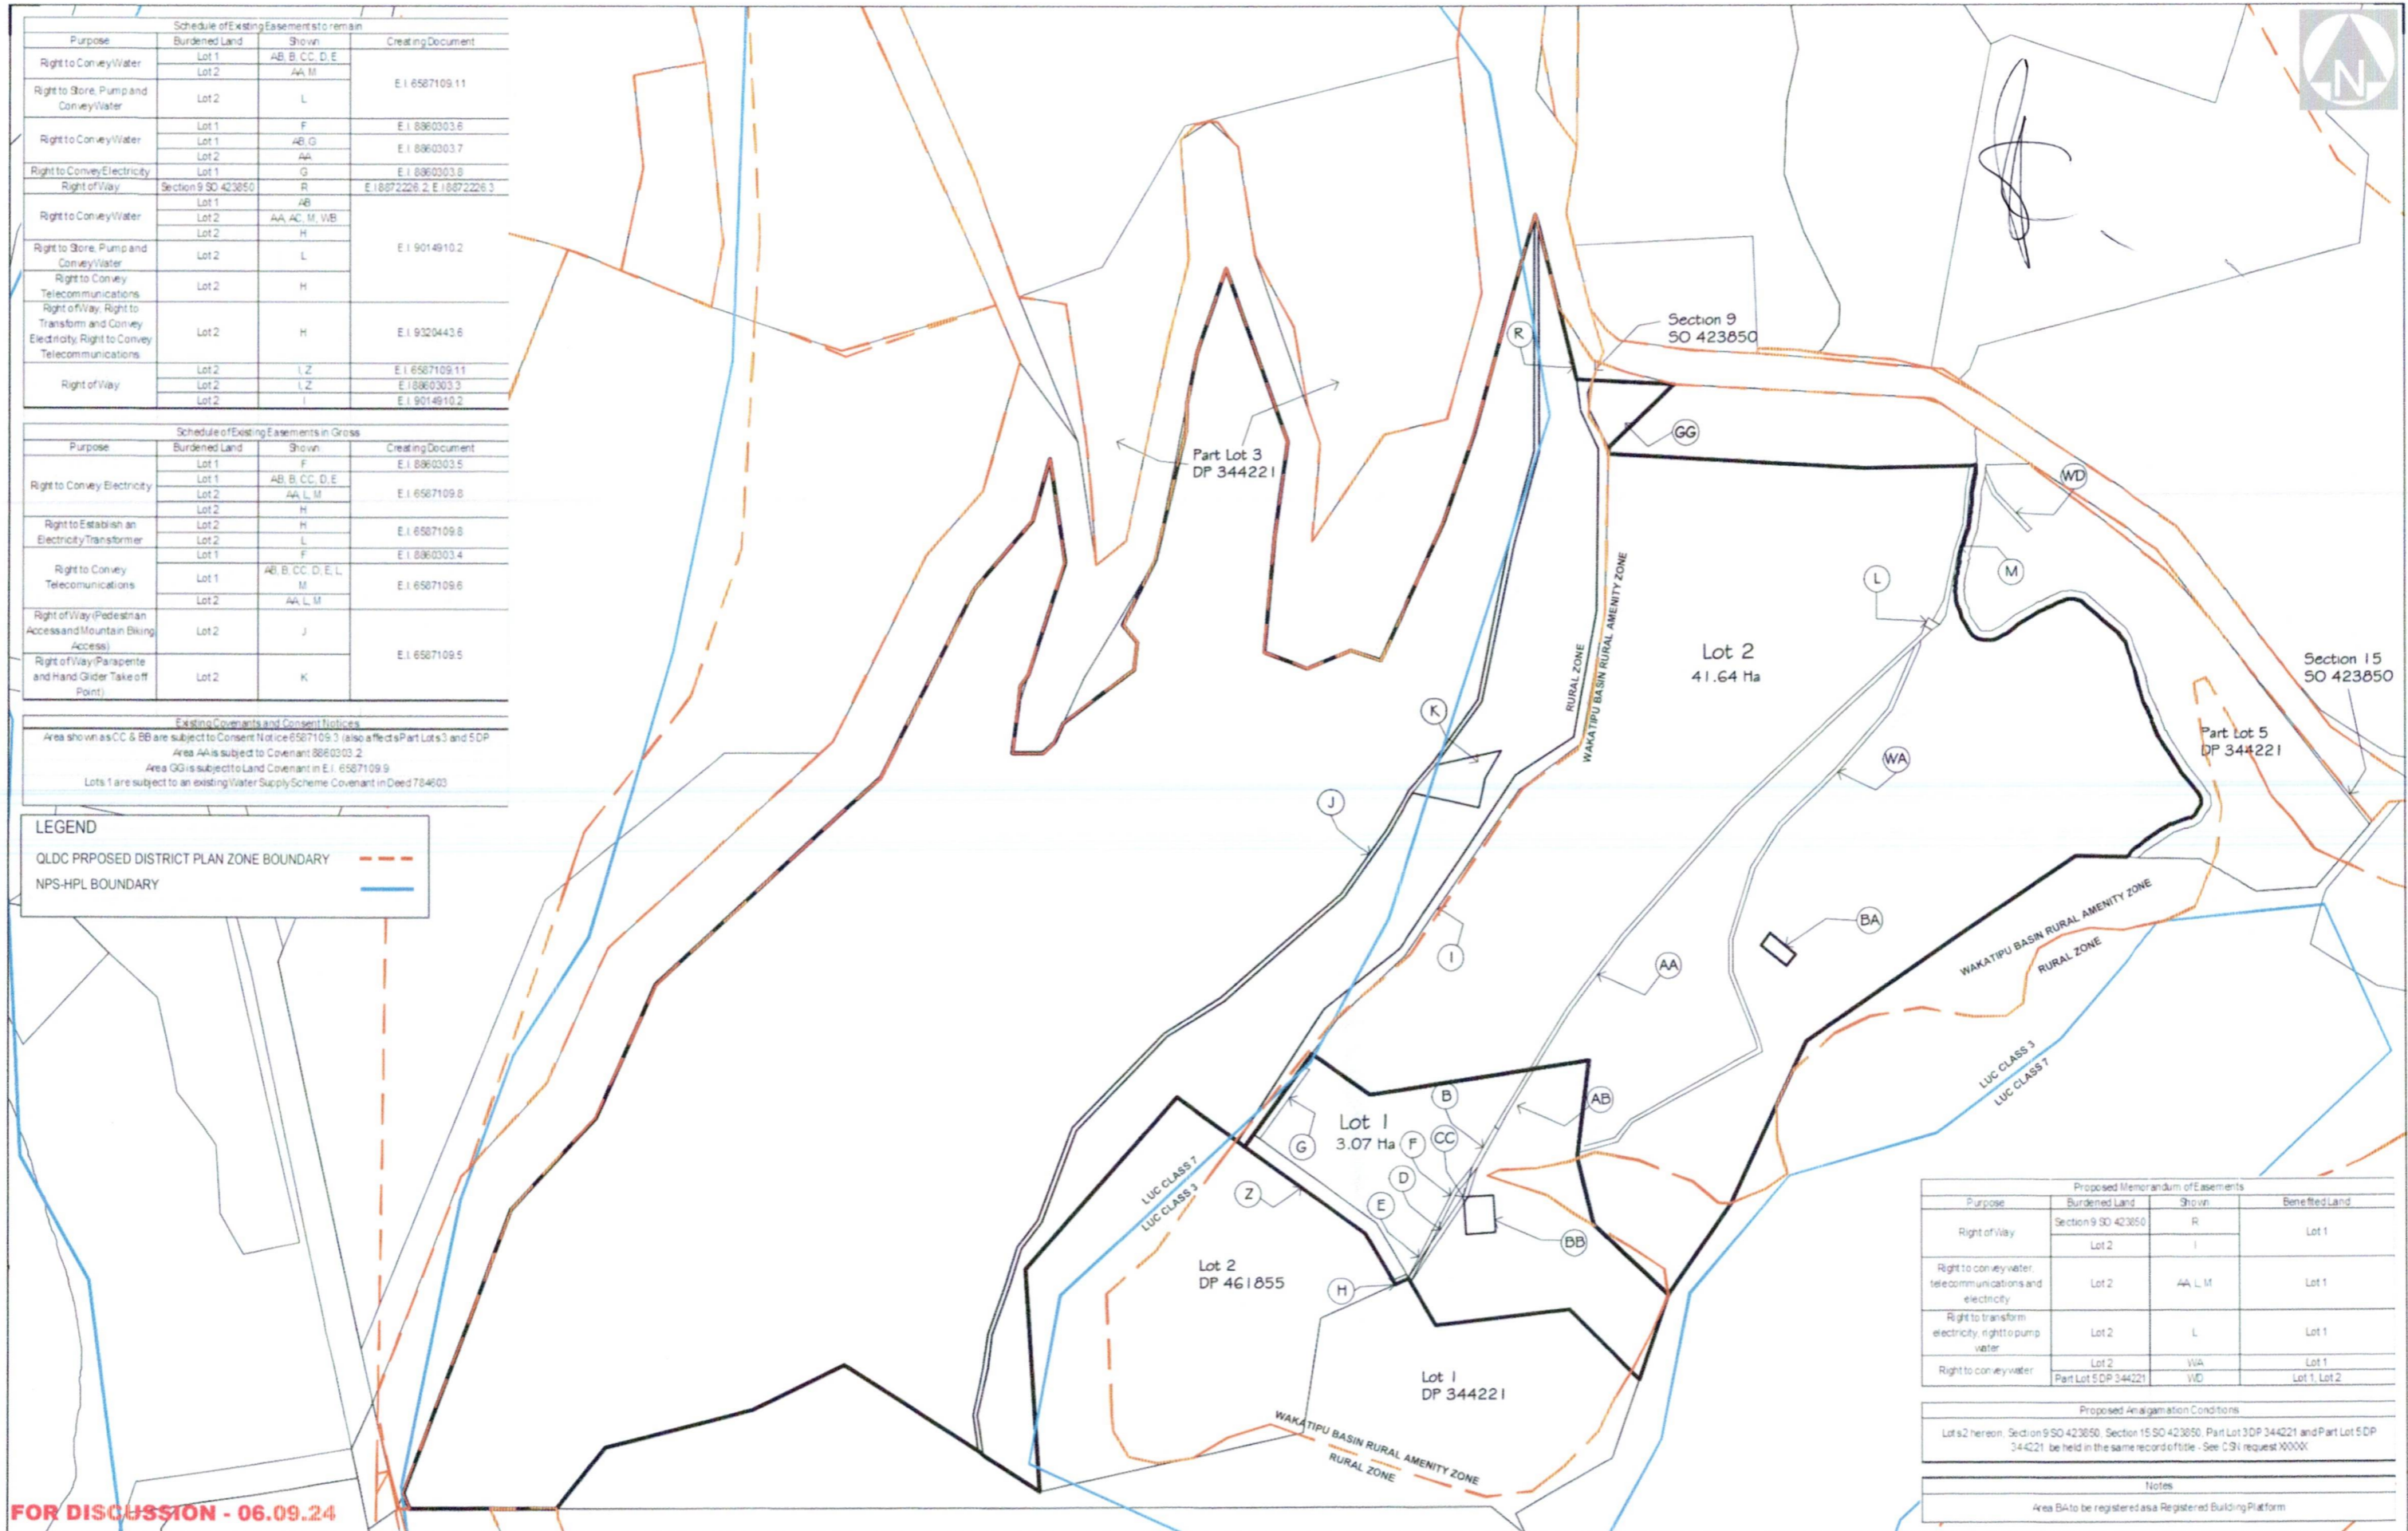 Schedule of Existing Easements to remain
Purpose Burdened Land Shown Creating Document
Right to Convey Water Lot 1 AB, B, CC, D, E E.I. 6587109.11
Lot 2 AA, M
Right to Store, Pump and Convey Water Lot 2 L
Right to Convey Water Lot 1 F E.I. 8860303.6
Lot 1 AB, G E.I. 8860303.7
Lot 2 AA
Right to Convey Electricity Lot 1 G E.I. 8860303.8
Right of Way Section 9 SO 423850 R E.I 8872226.2, E.I 8872226.3
Right to Convey Water Lot 1 AB E.I. 9014910.2
Lot 2 AA, AC, M, WB
Lot 2 H
Right to Store, Pump and Convey Water Lot 2 L
Right to Convey Telecommunications Lot 2 H
Right of Way, Right to Transform and Convey Electricity, Right to Convey Telecommunications Lot 2 H E.I. 9320443.6
Right of Way Lot 2 I, Z E.I. 6587109.11
Lot 2 I, Z E.I 8860303.3
Lot 2 I E.I. 9014910.2
Schedule of Existing Easements in Gross
Purpose Burdened Land Shown Creating Document
Right to Convey Electricity Lot 1 F E.I. 8860303.5
Lot 1 AB, B, CC, D, E E.I. 6587109.8
Lot 2 AA, L, M
Lot 2 H
Right to Establish an Electricity Transformer Lot 2 H E.I. 6587109.8
Lot 2 L
Right to Convey Telecomunications Lot 1 F E.I. 8860303.4
Lot 1 AB, B, CC, D, E, L, M E.I. 6587109.6
Lot 2 AA, L, M
Right of Way (Pedestrian Access and Mountain Biking Access) Lot 2 J E.I. 6587109.5
Right of Way (Parapente and Hand Glider Take off Point) Lot 2 K
Existing Covenants and Consent Notices
Area shown as CC & BB are subject to Consent Notice 6587109.3 (also affects Part Lots 3 and 5 DP
Area AA is subject to Covenant 8860303.2
Area GG is subject to Land Covenant in E.I. 6587109.9
Lots 1 are subject to an existing Water Supply Scheme Covenant in Deed 784603
LEGEND
QLDC PRPOSED DISTRICT PLAN ZONE BOUNDARY
NPS-HPL BOUNDARY
N
R
Section 9
SO 423850
GG
Part Lot 3
DP 344221
WD
M
L
RURAL ZONE
WAKATIPU BASIN RURAL AMENITY ZONE
Lot 2
41.64 Ha
Section 15
SO 423850
K
Part Lot 5
DP 344221
WA
J
BA
I
AA
WAKATIPU BASIN RURAL AMENITY ZONE
RURAL ZONE
LUC CLASS 3
LUC CLASS 7
B
AB
Lot 1
3.07 Ha
G
F
CC
D
E
Z
LUC CLASS 7
LUC CLASS 3
BB
H
Lot 2
DP 461855
Lot 1
DP 344221
WAKATIPU BASIN RURAL AMENITY ZONE
RURAL ZONE
Proposed Memorandum of Easements
Purpose Burdened Land Shown Benefited Land
Right of Way Section 9 SO 423850 R Lot 1
Lot 2 I
Right to convey water, telecommunications and electricity Lot 2 AA, L, M Lot 1
Right to transform electricity, right to pump water Lot 2 L Lot 1
Right to convey water Lot 2 WA Lot 1
Part Lot 5 DP 344221 WD Lot 1, Lot 2
Proposed Amalgamation Conditions
Lots 2 hereon, Section 9 SO 423850, Section 15 SO 423850, Part Lot 3 DP 344221 and Part Lot 5 DP
344221 be held in the same record of title - See CSN request XXXXX
Notes
Area BA to be registered as a Registered Building Platform
FOR DISCUSSION - 06.09.24